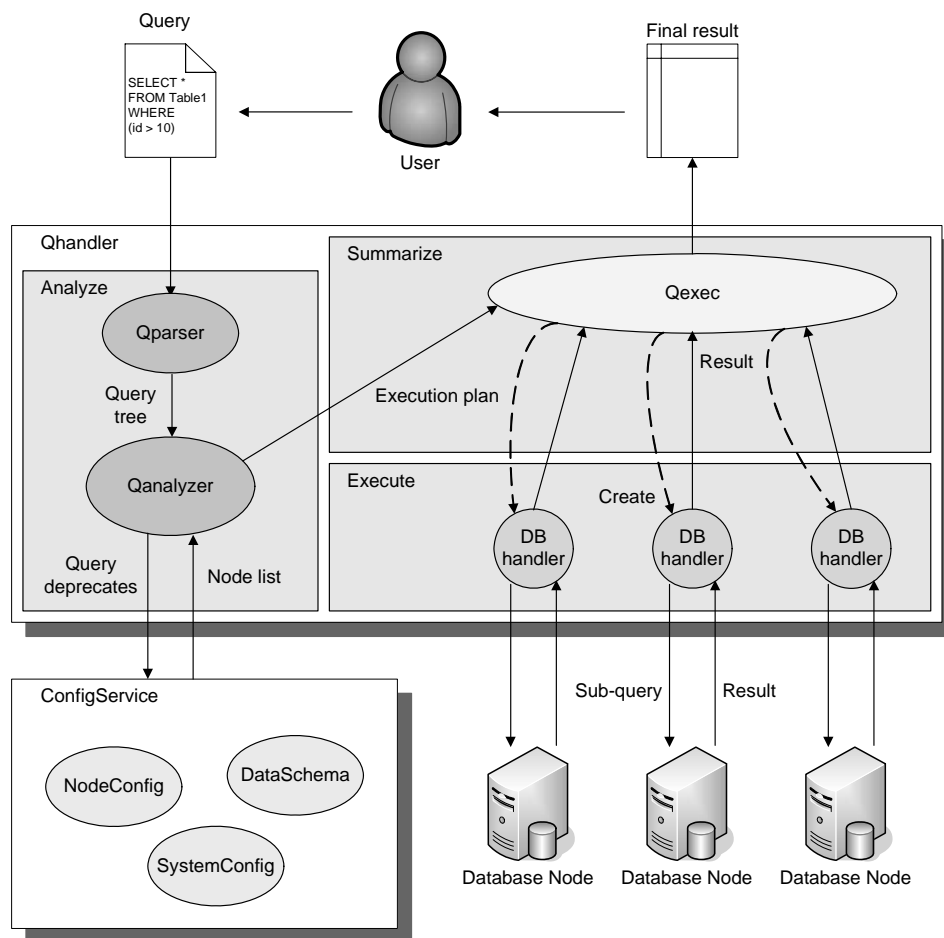 Query
Final result
SELECT *
FROM Table1
WHERE
(id > 10)
User
Qhandler
Summarize
Analyze
Qexec
Qparser
Result
Execution plan
Query
tree
Qanalyzer
Execute
Create
DB
handler
DB
handler
DB
handler
Query
deprecates
Node list
ConfigService
Sub-query
Result
DataSchema
NodeConfig
SystemConfig
Database Node
Database Node
Database Node